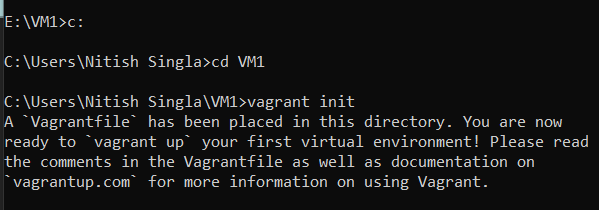 E:\VM1>c:
C:\Users\Nitish Singla>cd VM1
C:\Users\Nitish Singla\VM1>vagrant init
A `Vagrantfile` has been placed in this directory. You are now
ready to `vagrant up` your first virtual environment! Please read
the comments in the Vagrantfile as well as documentation on
`vagrantup.com` for more information on using Vagrant.